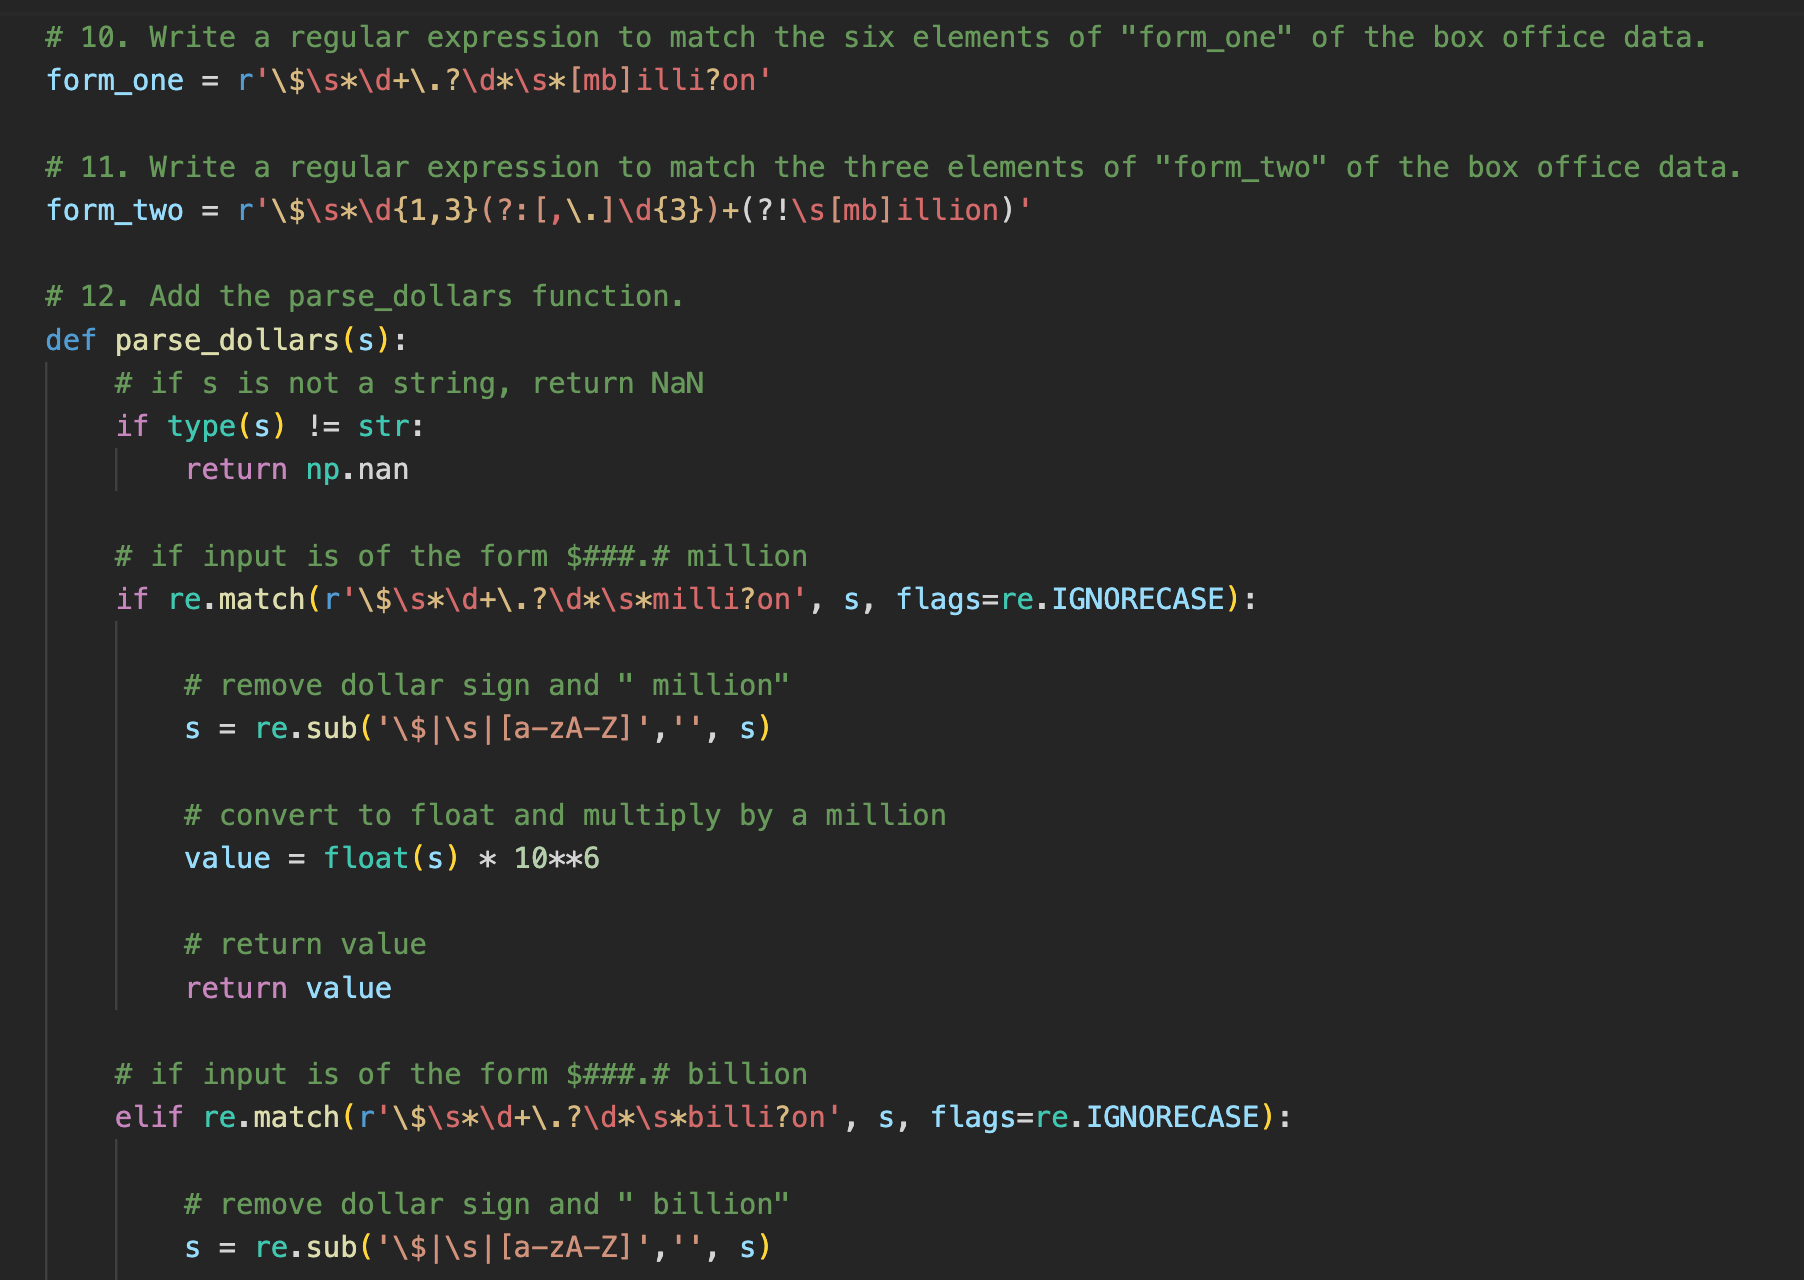 # 10. Write a regular expression to match the six elements of "form_one" of the box office data.
form_one = r'\$\s*\d+\.?\d*\s*[mb]illi?on'
# 11. Write a regular expression to match the three elements of "form_two" of the box office data.
form_two = r'\$\s*\d{1,3}(?:[,\.]\d{3})+(?!\s[mb]illion)'
# 12. Add the parse_dollars function.
def parse_dollars(s):
    # if s is not a string, return NaN
    if type(s) != str:
        return np.nan
    # if input is of the form $###.# million
    if re.match(r'\$\s*\d+\.?\d*\s*milli?on', s, flags=re.IGNORECASE):
        # remove dollar sign and " million"
        s = re.sub('\$|\s|[a-zA-Z]','', s)
        # convert to float and multiply by a million
        value = float(s) * 10**6
        # return value
        return value
    # if input is of the form $###.# billion
    elif re.match(r'\$\s*\d+\.?\d*\s*billi?on', s, flags=re.IGNORECASE):
        # remove dollar sign and " billion"
        s = re.sub('\$|\s|[a-zA-Z]','', s)